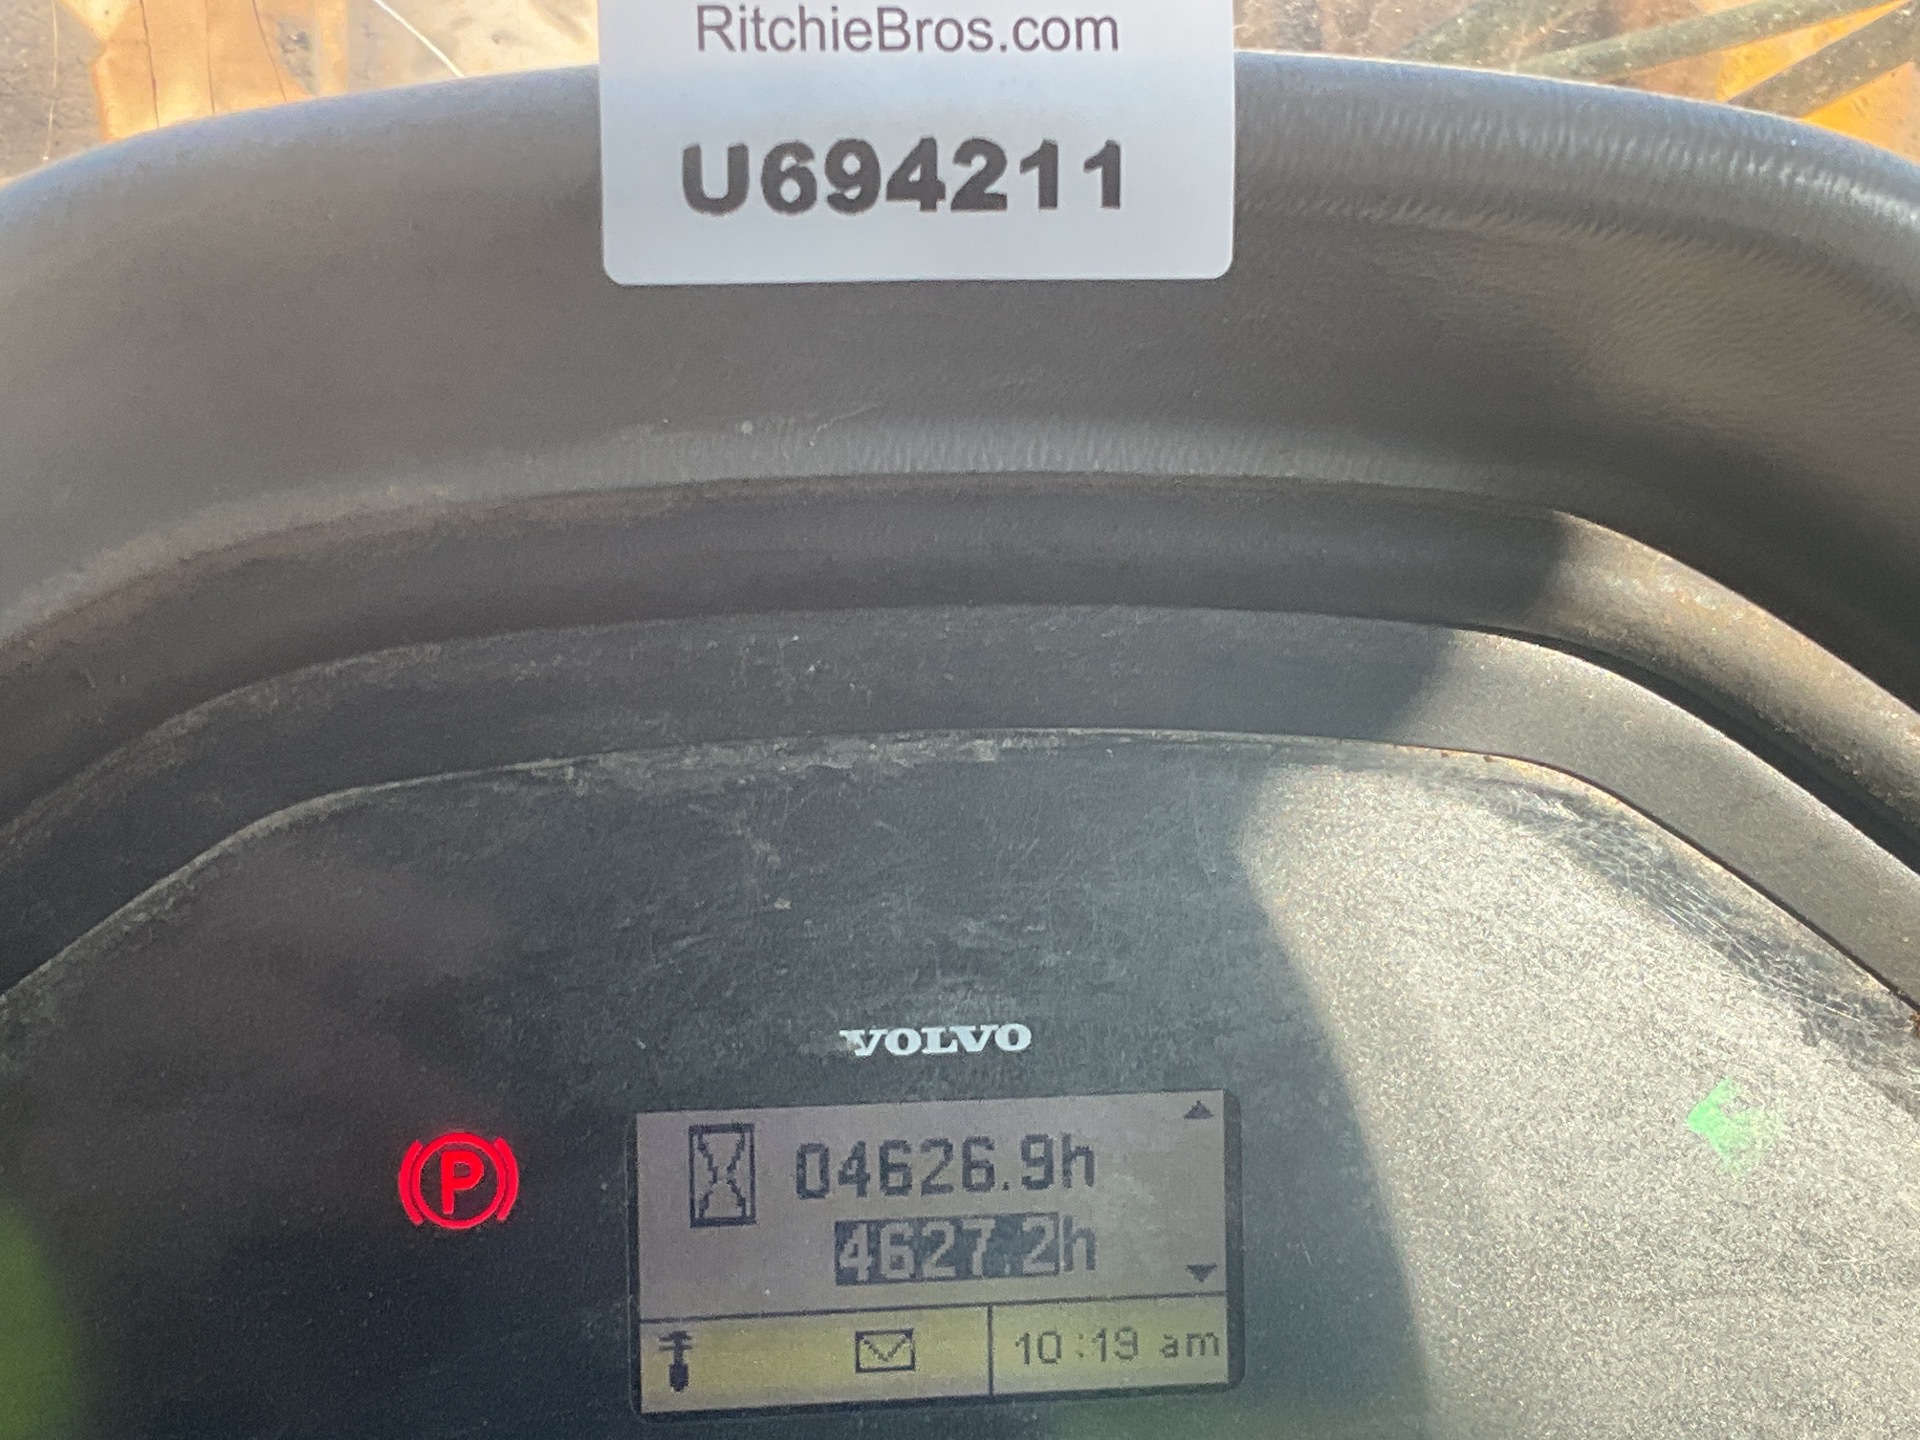 RitchieBros.com
U694211
VOLVO
P
04626.9h
4627.2h
10:19 am